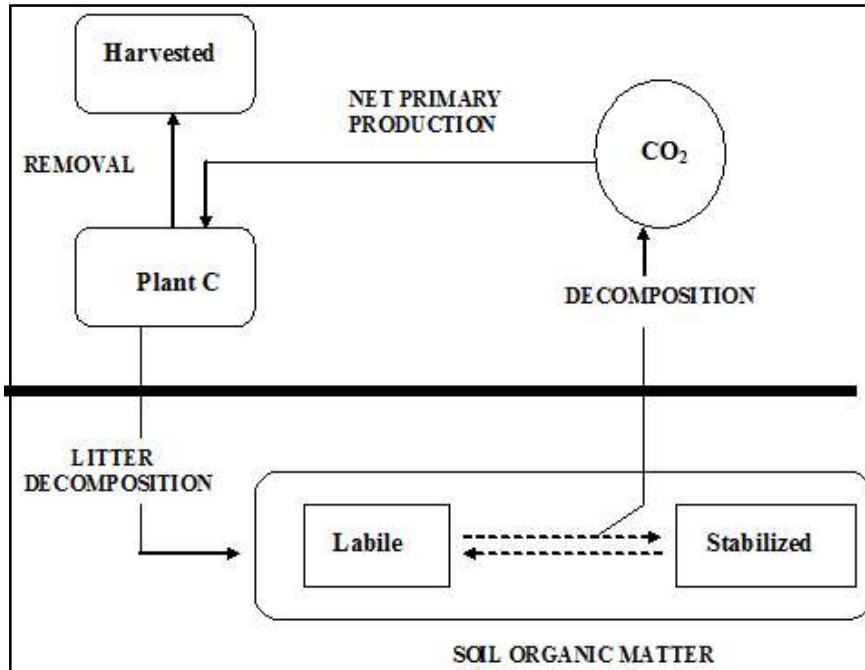 Harvested
NET PRIMARY
PRODUCTION
CO₂
REMOVAL
Plant C
DECOMPOSITION
LITTER
DECOMPOSITION
Labile
Stabilized
SOIL ORGANIC MATTER